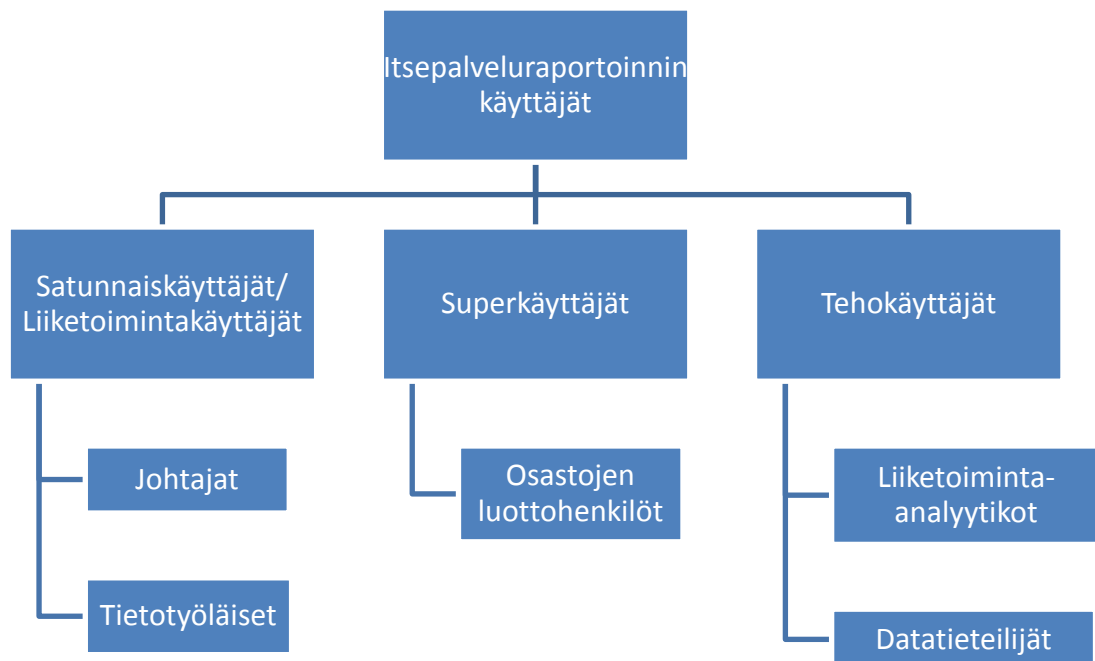 Itsepalveluraportoinnin
käyttäjät
Satunnaiskäyttäjät/
Liiketoimintakäyttäjät
Superkäyttäjät
Tehokäyttäjät
Johtajat
Tietotyöläiset
Osastojen
luottohenkilöt
Liiketoiminta-
analyytikot
Datatieteilijät